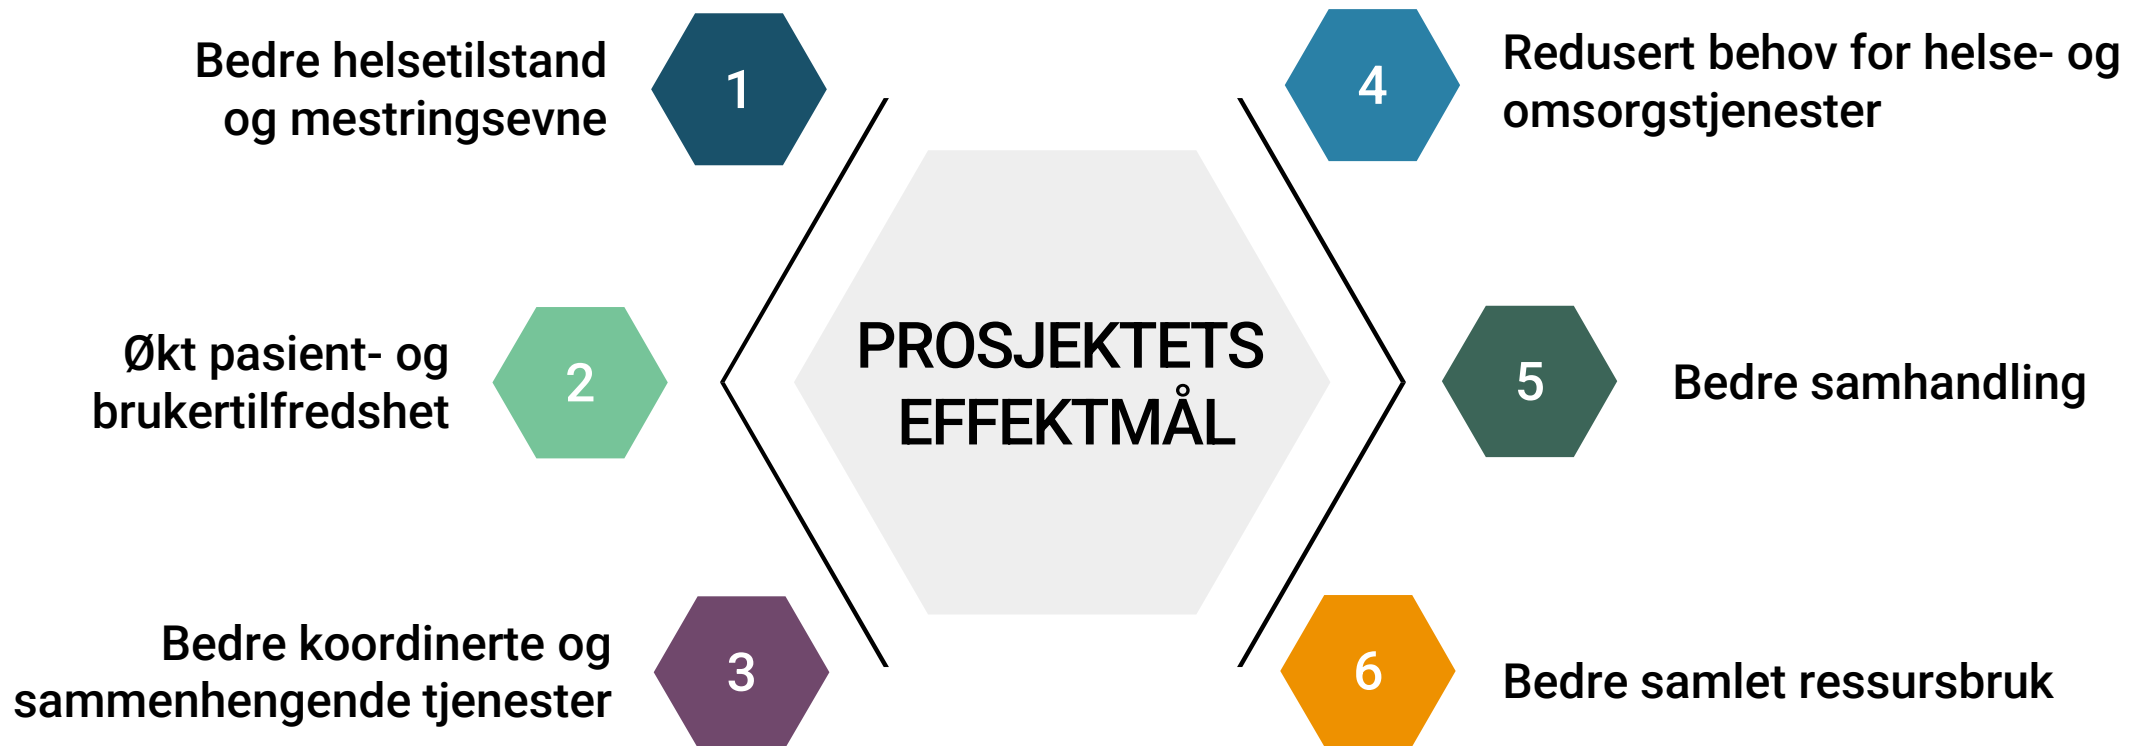 Bedre helsetilstand
og mestringsevne
1
Økt pasient- og
brukertilfredshet
2
Bedre koordinerte og
sammenhengende tjenester
3
PROSJEKTETS
EFFEKTMÅL
4
Redusert behov for helse- og
omsorgstjenester
5
Bedre samhandling
6
Bedre samlet ressursbruk